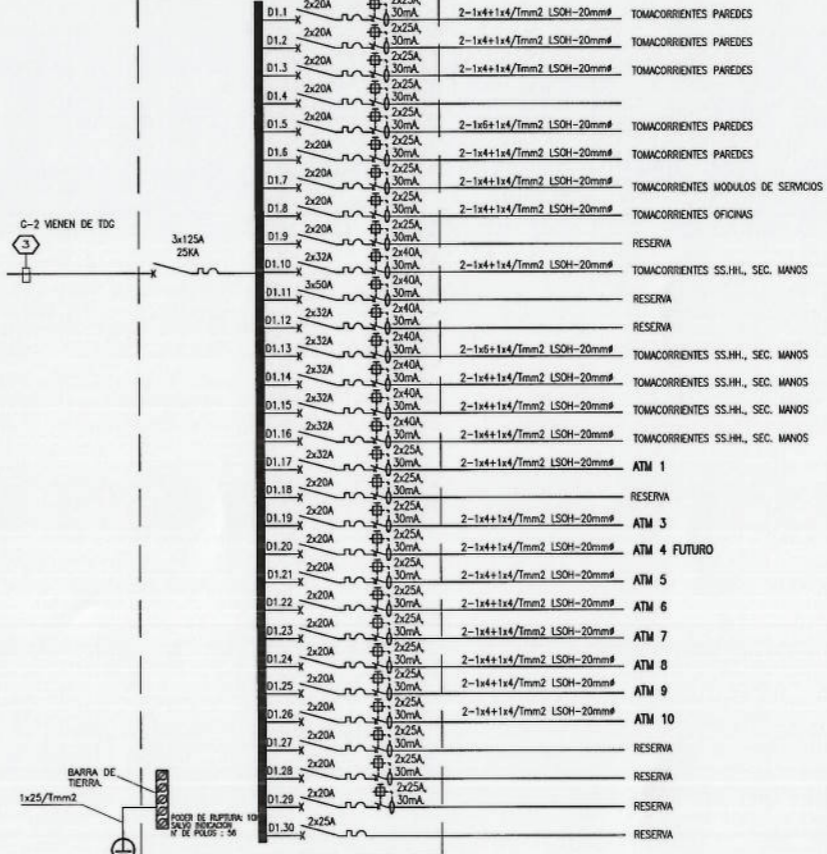 D1.1 2x20A 2x25A, 30mA. 2-1x4+1x4/Tmm2 LSOH-20mmø TOMACORRIENTES PAREDES
D1.2 2x20A 2x25A, 30mA. 2-1x4+1x4/Tmm2 LSOH-20mmø TOMACORRIENTES PAREDES
D1.3 2x20A 2x25A, 30mA. 2-1x4+1x4/Tmm2 LSOH-20mmø TOMACORRIENTES PAREDES
D1.4 2x20A 2x25A, 30mA.
D1.5 2x20A 2x25A, 30mA. 2-1x6+1x4/Tmm2 LSOH-20mmø TOMACORRIENTES PAREDES
D1.6 2x20A 2x25A, 30mA. 2-1x4+1x4/Tmm2 LSOH-20mmø TOMACORRIENTES PAREDES
D1.7 2x20A 2x25A, 30mA. 2-1x4+1x4/Tmm2 LSOH-20mmø TOMACORRIENTES MODULOS DE SERVICIOS
D1.8 2x20A 2x25A, 30mA. 2-1x4+1x4/Tmm2 LSOH-20mmø TOMACORRIENTES OFICINAS
G-2 VIENEN DE TDG
3
3x125A
25KA
D1.9 2x20A 2x25A, 30mA. RESERVA
D1.10 2x32A 2x40A, 30mA. 2-1x4+1x4/Tmm2 LSOH-20mmø TOMACORRIENTES SS.HH., SEC. MANOS
D1.11 3x50A 2x40A, 30mA. RESERVA
D1.12 2x32A 2x40A, 30mA. RESERVA
D1.13 2x32A 2x40A, 30mA. 2-1x6+1x4/Tmm2 LSOH-20mmø TOMACORRIENTES SS.HH., SEC. MANOS
D1.14 2x32A 2x40A, 30mA. 2-1x4+1x4/Tmm2 LSOH-20mmø TOMACORRIENTES SS.HH., SEC. MANOS
D1.15 2x32A 2x40A, 30mA. 2-1x4+1x4/Tmm2 LSOH-20mmø TOMACORRIENTES SS.HH., SEC. MANOS
D1.16 2x32A 2x40A, 30mA. 2-1x4+1x4/Tmm2 LSOH-20mmø TOMACORRIENTES SS.HH., SEC. MANOS
D1.17 2x32A 2x25A, 30mA. 2-1x4+1x4/Tmm2 LSOH-20mmø ATM 1
D1.18 2x20A 2x25A, 30mA. RESERVA
D1.19 2x20A 2x25A, 30mA. 2-1x4+1x4/Tmm2 LSOH-20mmø ATM 3
D1.20 2x20A 2x25A, 30mA. 2-1x4+1x4/Tmm2 LSOH-20mmø ATM 4 FUTURO
D1.21 2x20A 2x25A, 30mA. 2-1x4+1x4/Tmm2 LSOH-20mmø ATM 5
D1.22 2x20A 2x25A, 30mA. 2-1x4+1x4/Tmm2 LSOH-20mmø ATM 6
D1.23 2x20A 2x25A, 30mA. 2-1x4+1x4/Tmm2 LSOH-20mmø ATM 7
D1.24 2x20A 2x25A, 30mA. 2-1x4+1x4/Tmm2 LSOH-20mmø ATM 8
D1.25 2x20A 2x25A, 30mA. 2-1x4+1x4/Tmm2 LSOH-20mmø ATM 9
D1.26 2x20A 2x25A, 30mA. 2-1x4+1x4/Tmm2 LSOH-20mmø ATM 10
D1.27 2x20A 2x25A, 30mA. RESERVA
D1.28 2x20A 2x25A, 30mA. RESERVA
D1.29 2x20A 2x25A, 30mA. RESERVA
D1.30 2x25A RESERVA
BARRA DE
TIERRA.
1x25/Tmm2
PODER DE RUPTURA: 10
SALVO INDICACION
N° DE POLOS : 56